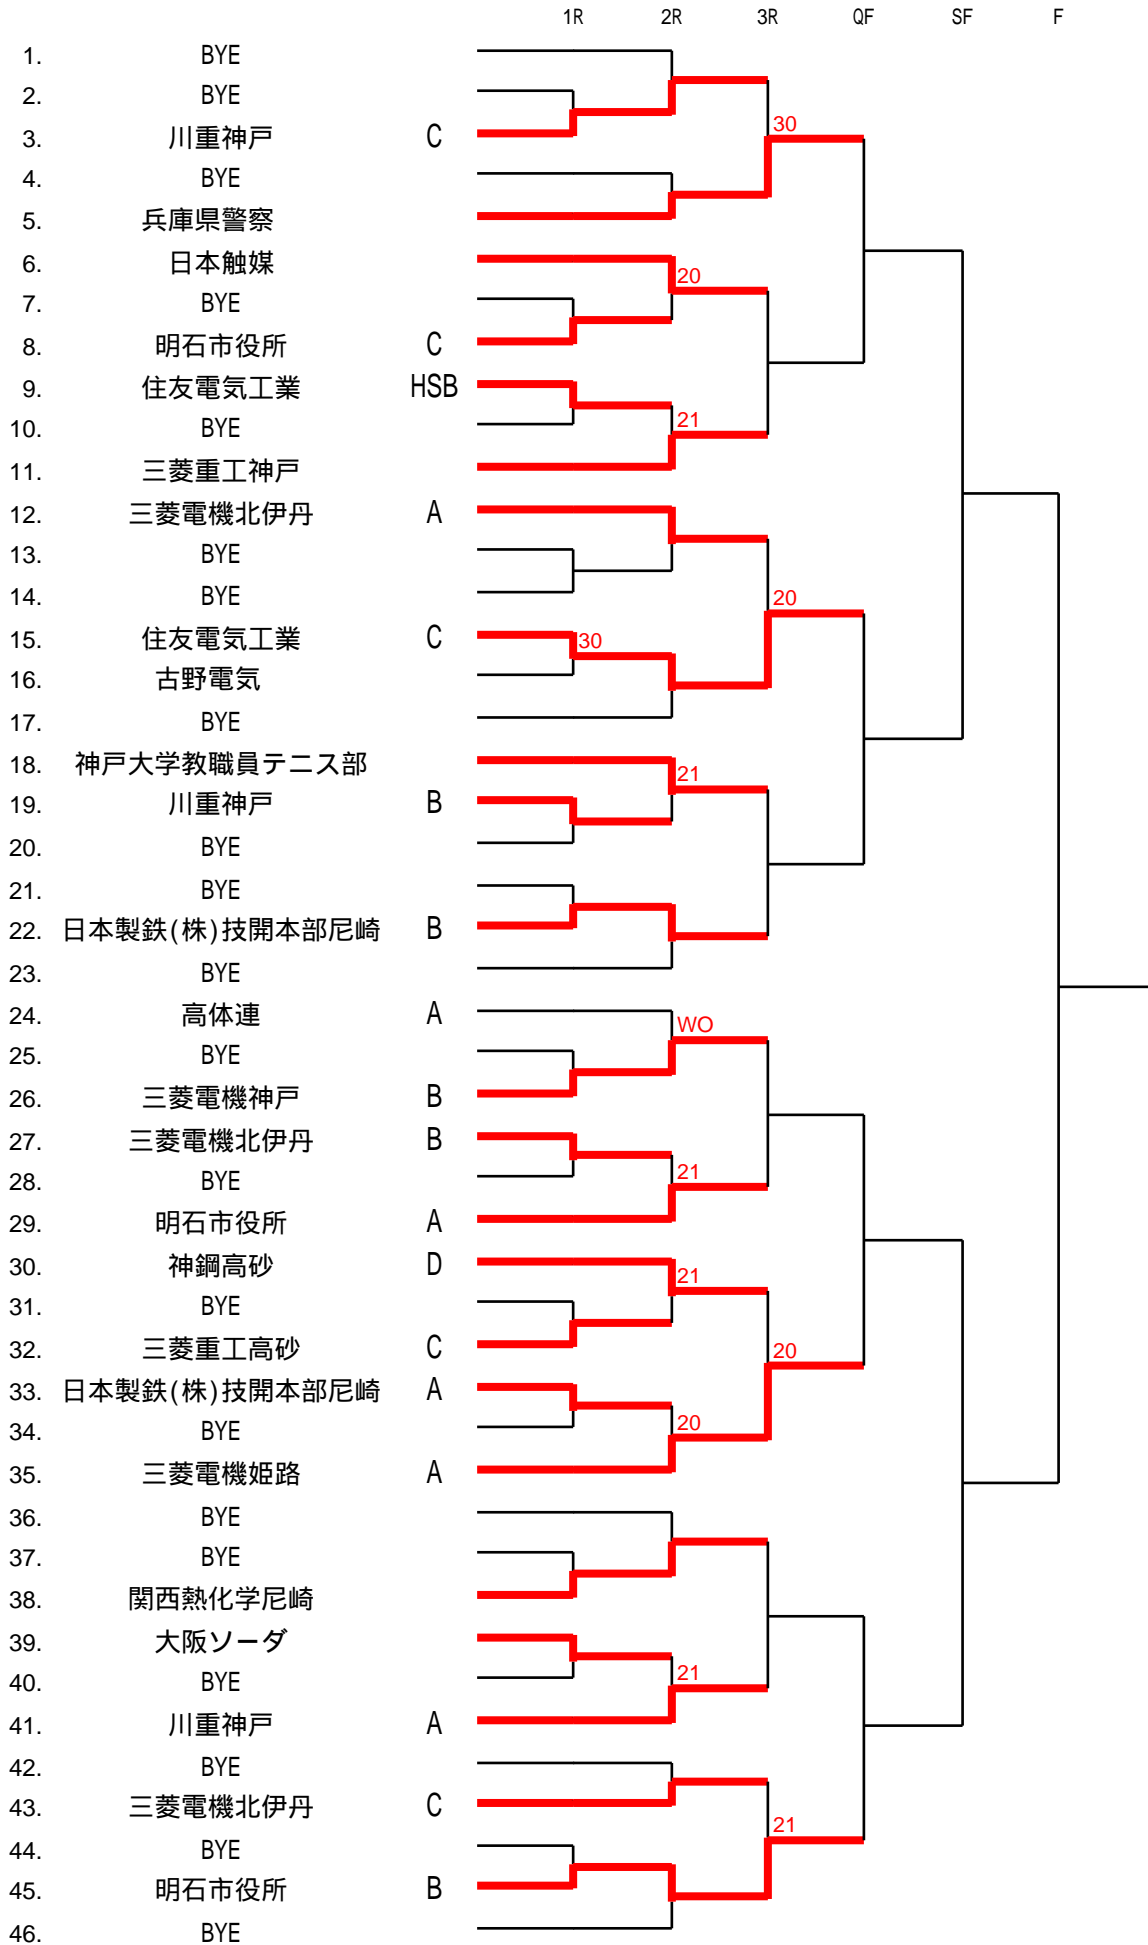 1R 2R 3R QF SF F
1. BYE
2. BYE
3. 川重神戸 C
30
4. BYE
5. 兵庫県警察
6. 日本触媒
20
7. BYE
8. 明石市役所 C
9. 住友電気工業 HSB
10. BYE
21
11. 三菱重工神戸
12. 三菱電機北伊丹 A
13. BYE
14. BYE
20
15. 住友電気工業 C
30
16. 古野電気
17. BYE
18. 神戸大学教職員テニス部
21
19. 川重神戸 B
20. BYE
21. BYE
22. 日本製鉄(株)技開本部尼崎 B
23. BYE
24. 高体連 A
WO
25. BYE
26. 三菱電機神戸 B
27. 三菱電機北伊丹 B
21
28. BYE
29. 明石市役所 A
30. 神鋼高砂 D
21
31. BYE
32. 三菱重工高砂 C
20
33. 日本製鉄(株)技開本部尼崎 A
20
34. BYE
35. 三菱電機姫路 A
36. BYE
37. BYE
38. 関西熱化学尼崎
39. 大阪ソーダ
21
40. BYE
41. 川重神戸 A
42. BYE
43. 三菱電機北伊丹 C
21
44. BYE
45. 明石市役所 B
46. BYE